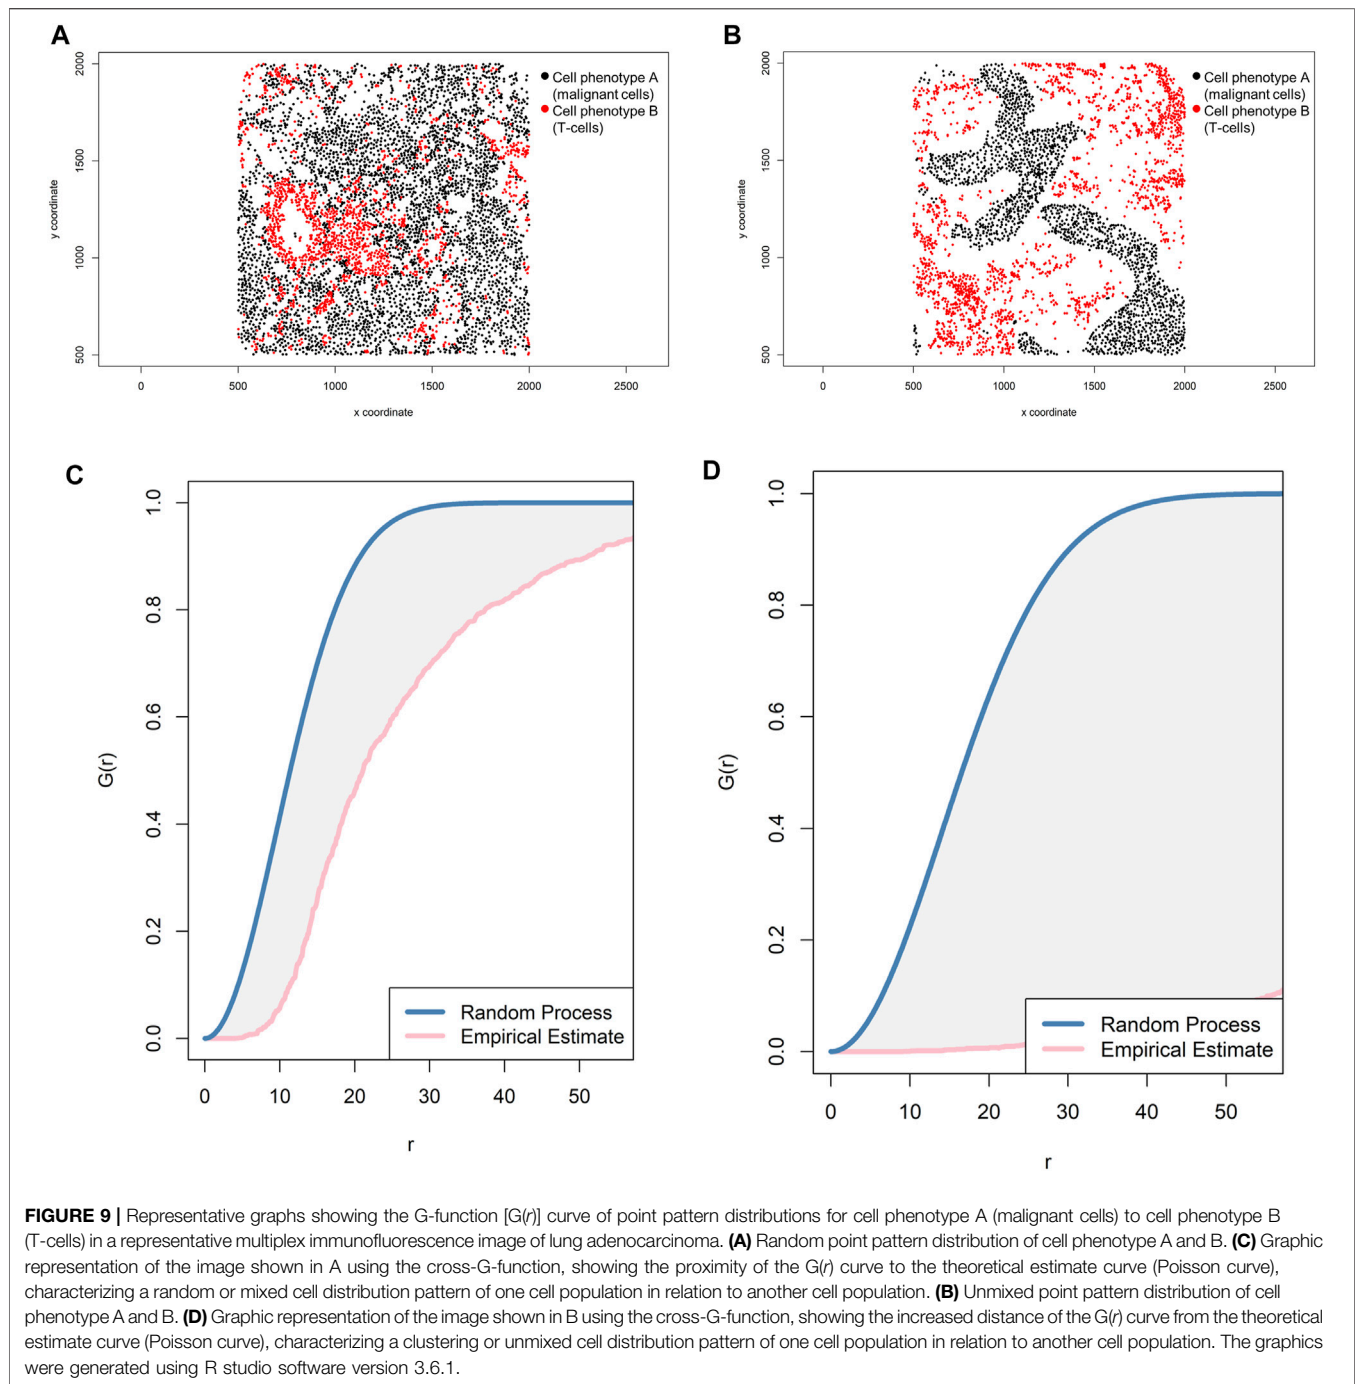 A
2000
1500
1000
500
y coordinate
0
500
1000
1500
2000
2500
x coordinate
Cell phenotype A
(malignant cells)
Cell phenotype B
(T-cells)
B
2000
1500
1000
500
y coordinate
0
500
1000
1500
2000
2500
x coordinate
Cell phenotype A
(malignant cells)
Cell phenotype B
(T-cells)
C
1.0
0.8
0.6
0.4
0.2
0.0
G(r)
0
10
20
30
40
50
r
Random Process
Empirical Estimate
D
1.0
0.8
0.6
0.4
0.2
0.0
G(r)
0
10
20
30
40
50
r
Random Process
Empirical Estimate
FIGURE 9 | Representative graphs showing the G-function [G(r)] curve of point pattern distributions for cell phenotype A (malignant cells) to cell phenotype B
(T-cells) in a representative multiplex immunofluorescence image of lung adenocarcinoma. (A) Random point pattern distribution of cell phenotype A and B. (C) Graphic
representation of the image shown in A using the cross-G-function, showing the proximity of the G(r) curve to the theoretical estimate curve (Poisson curve),
characterizing a random or mixed cell distribution pattern of one cell population in relation to another cell population. (B) Unmixed point pattern distribution of cell
phenotype A and B. (D) Graphic representation of the image shown in B using the cross-G-function, showing the increased distance of the G(r) curve from the theoretical
estimate curve (Poisson curve), characterizing a clustering or unmixed cell distribution pattern of one cell population in relation to another cell population. The graphics
were generated using R studio software version 3.6.1.